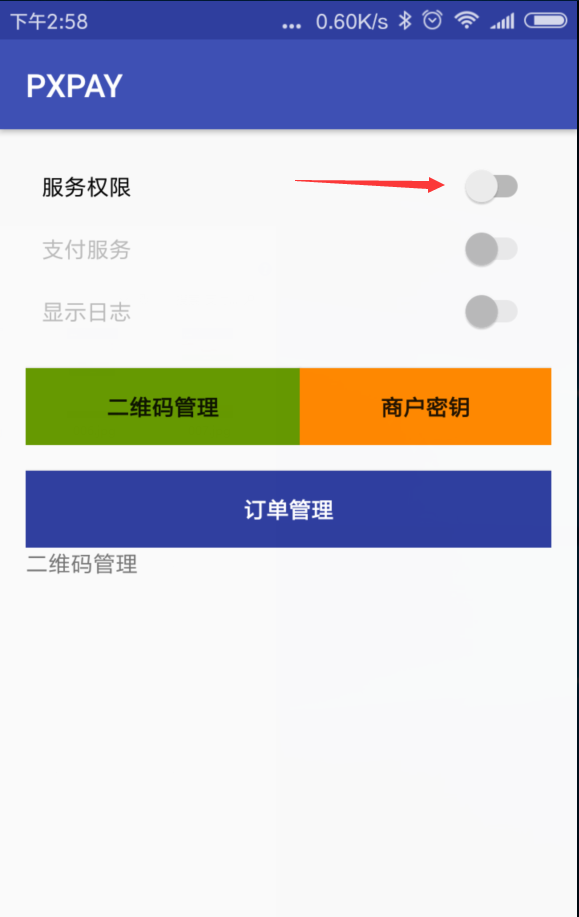 下午2:58 ... 0.60K/s
PXPAY
服务权限
支付服务
显示日志
二维码管理 商户密钥
订单管理
二维码管理